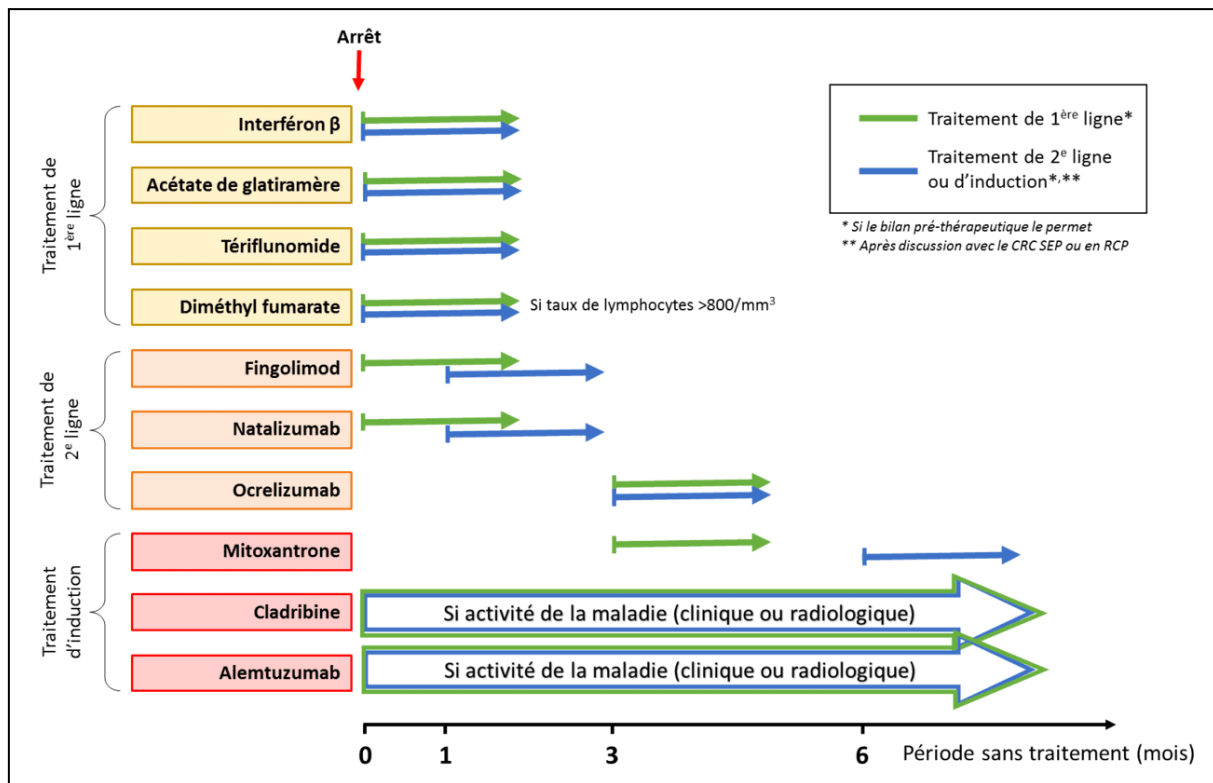 Arrêt
Traitement de
1ère ligne
Interféron β
Acétate de glatiramère
Tériflunomide
Diméthyl fumarate
Si taux de lymphocytes >800/mm³
Traitement de
2e ligne
Fingolimod
Natalizumab
Ocrelizumab
Traitement
d'induction
Mitoxantrone
Cladribine
Si activité de la maladie (clinique ou radiologique)
Alemtuzumab
Si activité de la maladie (clinique ou radiologique)
0
1
3
6
Période sans traitement (mois)
Traitement de 1ère ligne*
Traitement de 2e ligne
ou d'induction*,**
* Si le bilan pré-thérapeutique le permet
** Après discussion avec le CRC SEP ou en RCP